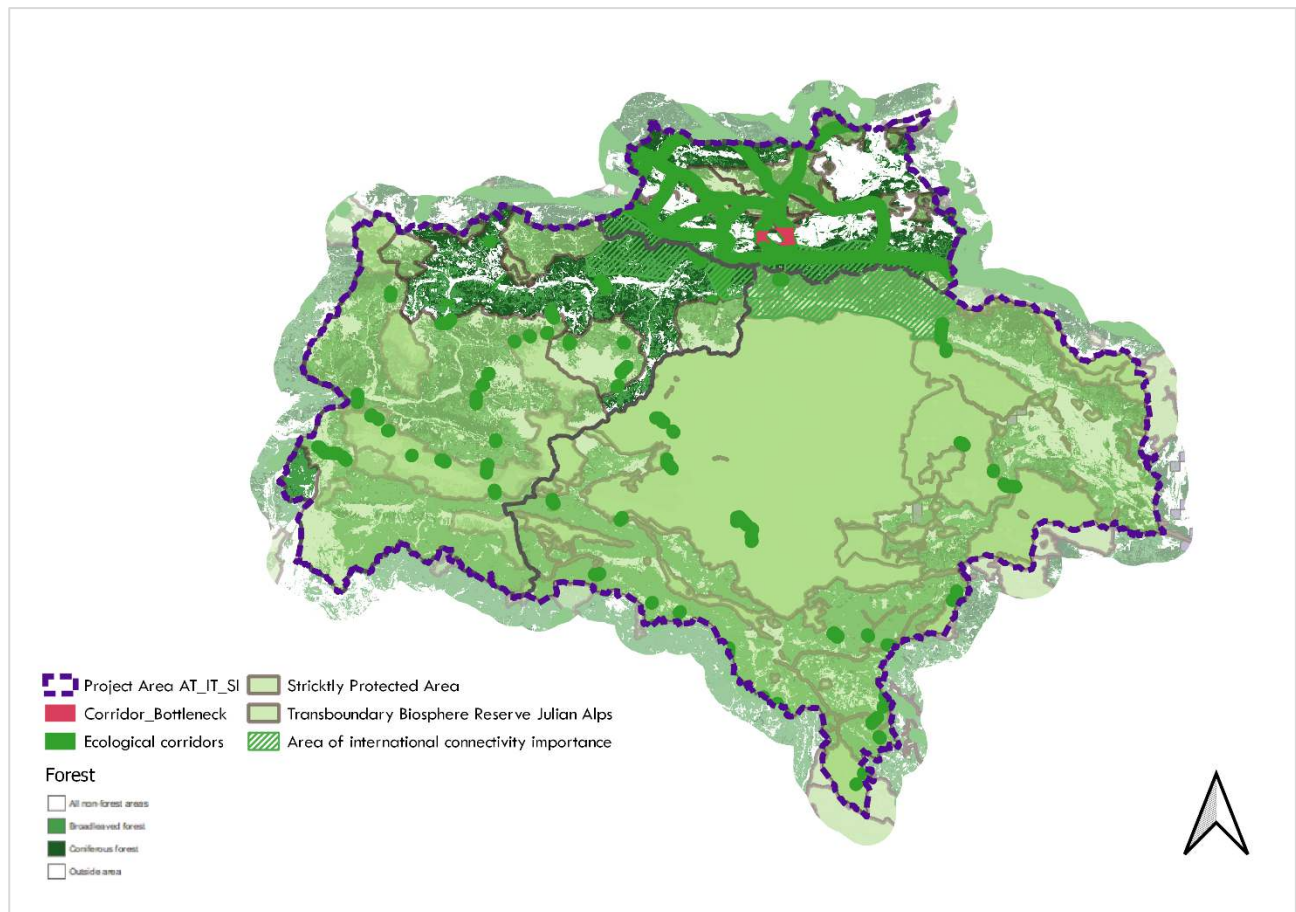 Project Area AT_IT_SI
Stricktly Protected Area
Corridor_Bottleneck
Transboundary Biosphere Reserve Julian Alps
Ecological corridors
Area of international connectivity importance
Forest
All non-forest areas
Broadleaved forest
Coniferous forest
Outside area